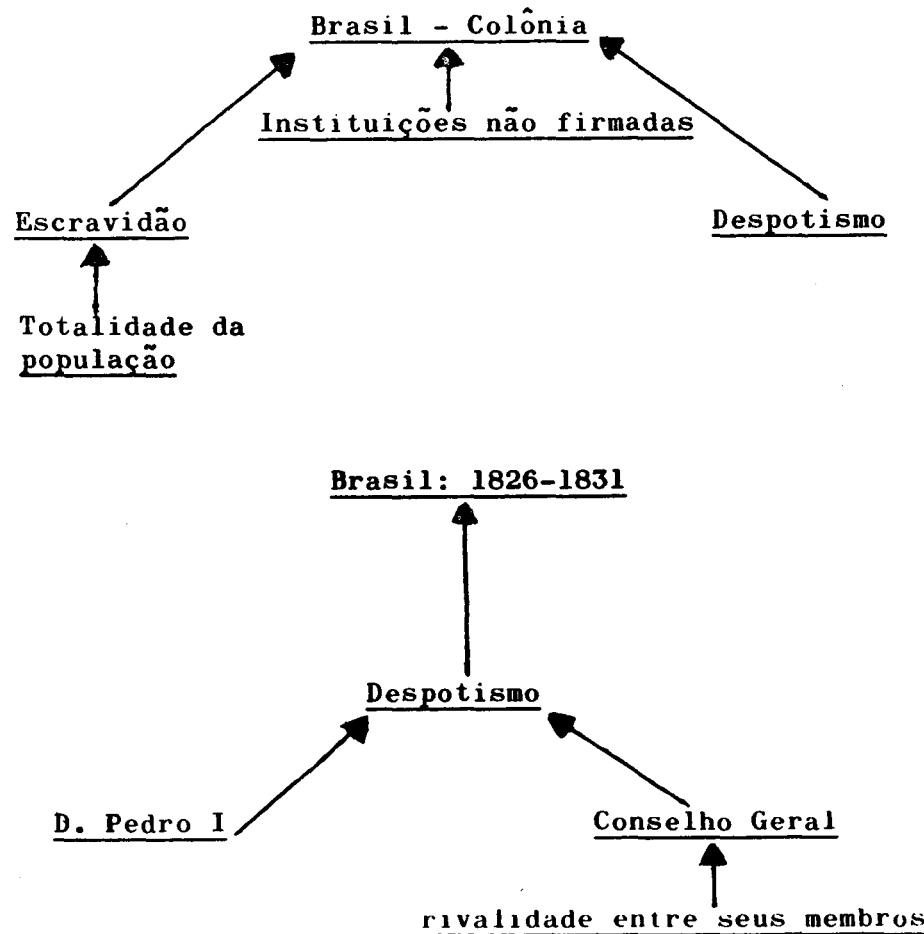 Brasil - Colônia
Instituições não firmadas
Escravidão
Despotismo
Totalidade da
população
Brasil: 1826-1831
Despotismo
D. Pedro I
Conselho Geral
rivalidade entre seus membros